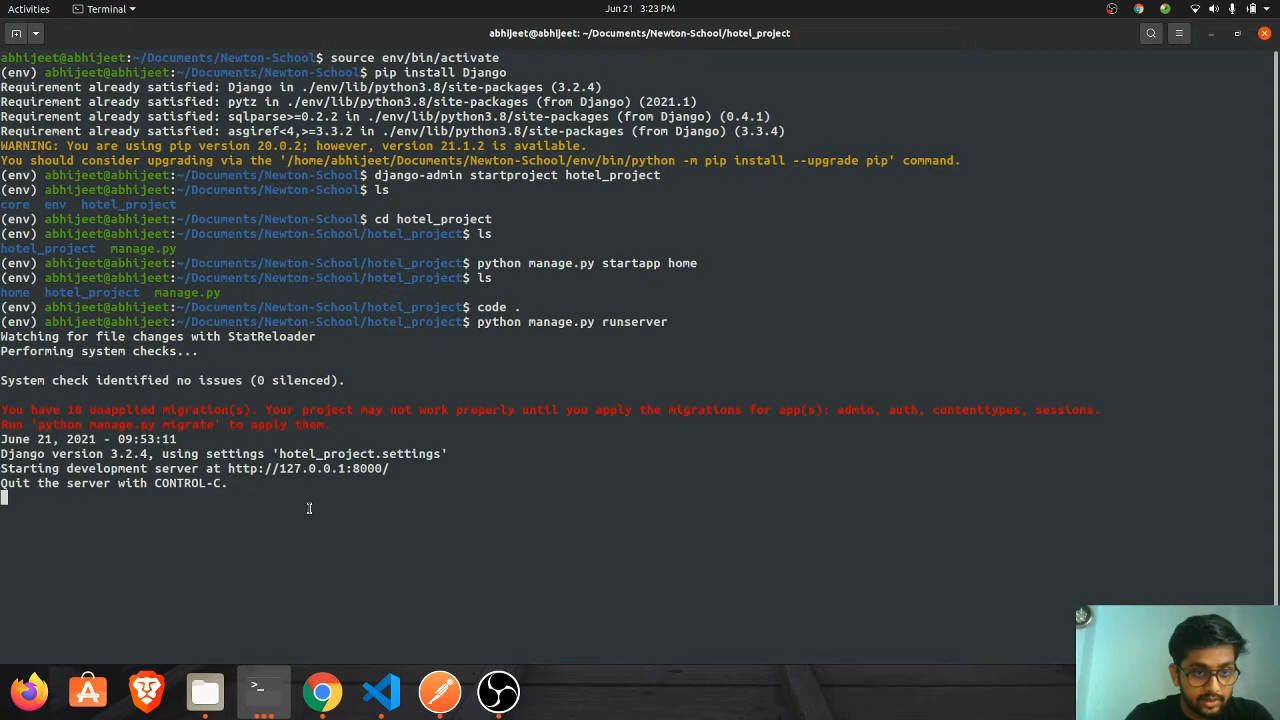 Activities
Terminal
Jun 21 3:23 PM
abhijeet@abhijeet: ~/Documents/Newton-School/hotel_project
abhijeet@abhijeet:~/Documents/Newton-School$ source env/bin/activate
(env) abhijeet@abhijeet:~/Documents/Newton-School$ pip install Django
Requirement already satisfied: Django in ./env/lib/python3.8/site-packages (3.2.4)
Requirement already satisfied: pytz in ./env/lib/python3.8/site-packages (from Django) (2021.1)
Requirement already satisfied: sqlparse>=0.2.2 in ./env/lib/python3.8/site-packages (from Django) (0.4.1)
Requirement already satisfied: asgiref<4,>=3.3.2 in ./env/lib/python3.8/site-packages (from Django) (3.3.4)
WARNING: You are using pip version 20.0.2; however, version 21.1.2 is available.
You should consider upgrading via the '/home/abhijeet/Documents/Newton-School/env/bin/python -m pip install --upgrade pip' command.
(env) abhijeet@abhijeet:~/Documents/Newton-School$ django-admin startproject hotel_project
(env) abhijeet@abhijeet:~/Documents/Newton-School$ ls
core env hotel_project
(env) abhijeet@abhijeet:~/Documents/Newton-School$ cd hotel_project
(env) abhijeet@abhijeet:~/Documents/Newton-School/hotel_project$ ls
hotel_project manage.py
(env) abhijeet@abhijeet:~/Documents/Newton-School/hotel_project$ python manage.py startapp home
(env) abhijeet@abhijeet:~/Documents/Newton-School/hotel_project$ ls
home hotel_project manage.py
(env) abhijeet@abhijeet:~/Documents/Newton-School/hotel_project$ code .
(env) abhijeet@abhijeet:~/Documents/Newton-School/hotel_project$ python manage.py runserver
Watching for file changes with StatReloader
Performing system checks...
System check identified no issues (0 silenced).
You have 18 unapplied migration(s). Your project may not work properly until you apply the migrations for app(s): admin, auth, contenttypes, sessions.
Run 'python manage.py migrate' to apply them.
June 21, 2021 - 09:53:11
Django version 3.2.4, using settings 'hotel_project.settings'
Starting development server at http://127.0.0.1:8000/
Quit the server with CONTROL-C.